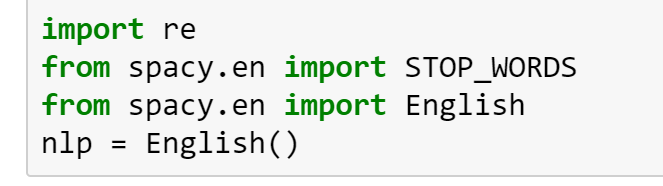 import re
from spacy.en import STOP_WORDS
from spacy.en import English
nlp = English()